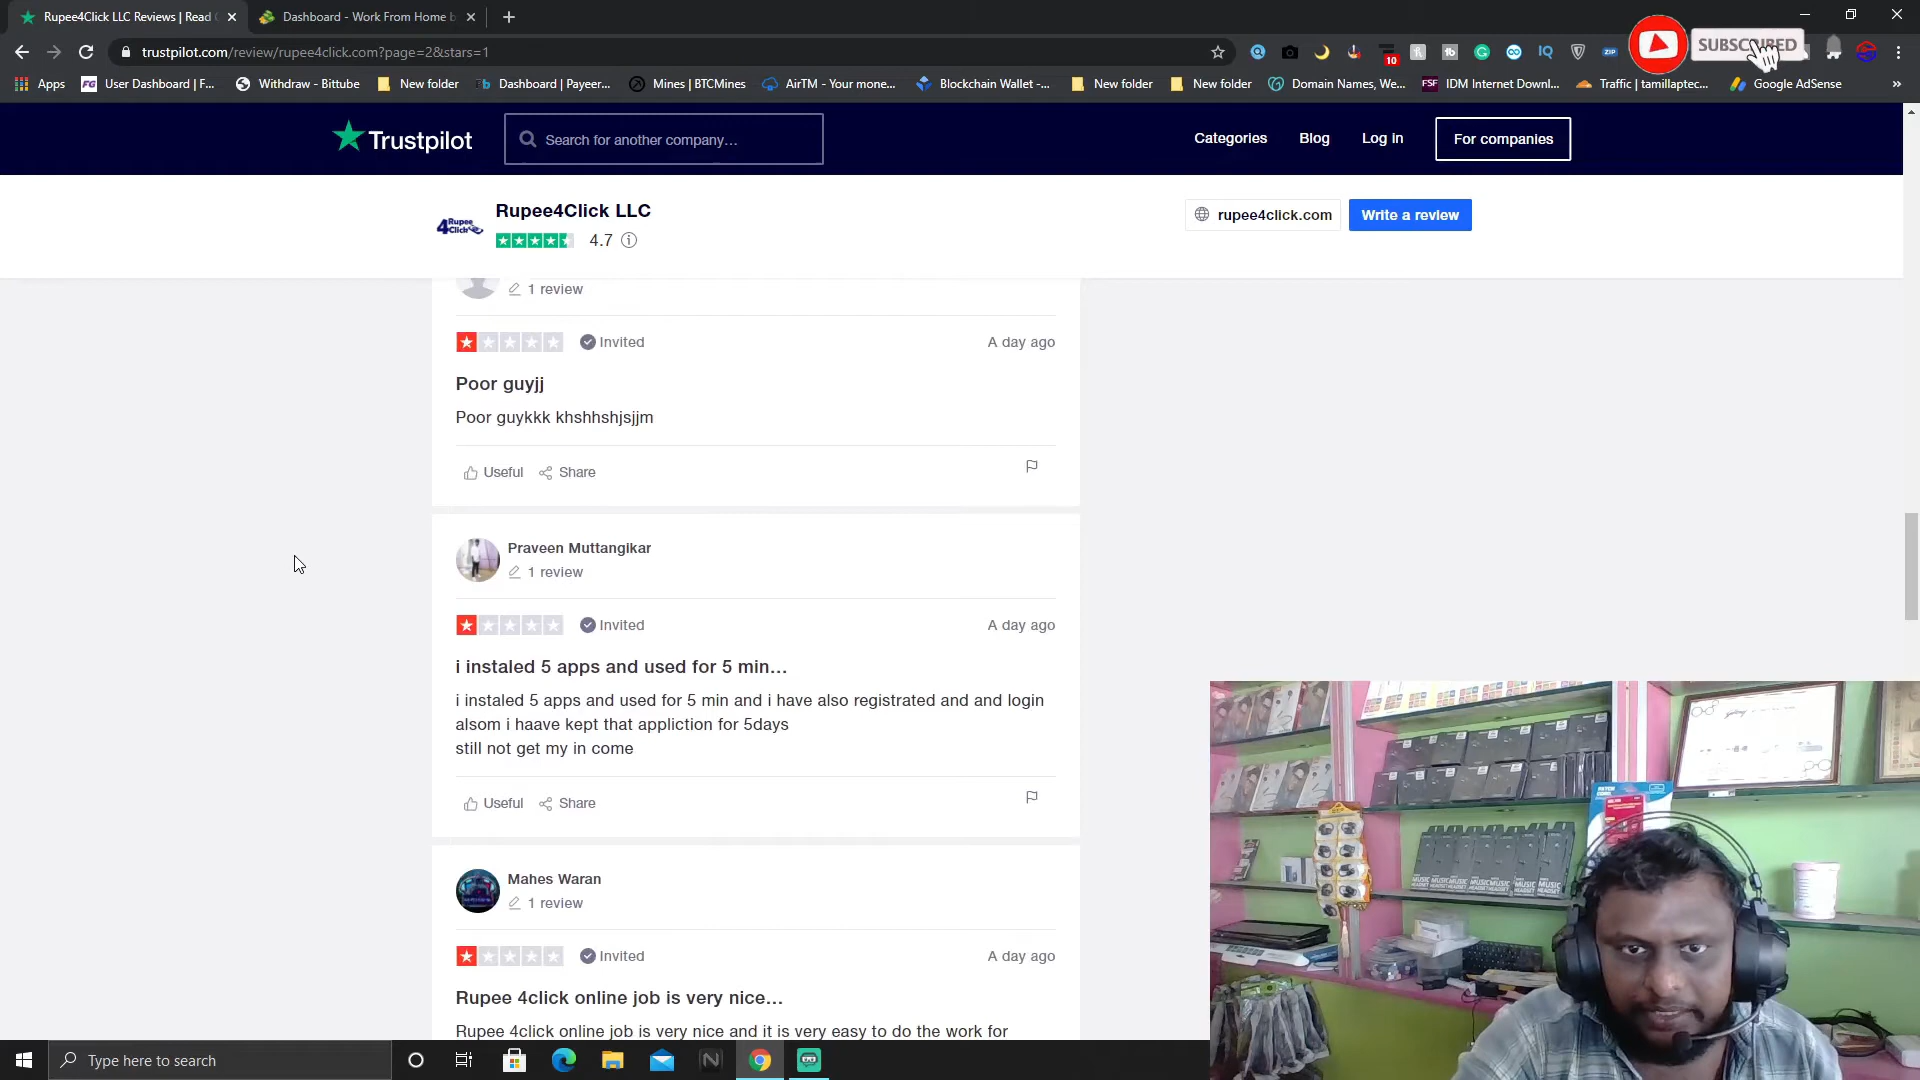 Rupee4Click LLC Reviews | Read C
Dashboard - Work From Home b
trustpilot.com/review/rupee4click.com?page=2&stars=1
10
ZIP
SUBSCRIBED
Apps
User Dashboard | F...
Withdraw - Bittube
New folder
Dashboard | Payeer...
Mines | BTCMines
AirTM - Your mone...
Blockchain Wallet -...
New folder
New folder
Domain Names, We...
IDM Internet Downl...
Traffic | tamillaptec...
Google AdSense
Trustpilot
Search for another company...
Categories
Blog
Log in
For companies
4Rupee Click
Rupee4Click LLC
4.7
rupee4click.com
Write a review
1 review
Invited
A day ago
Poor guyjj
Poor guykkk khshhshjsjjm
Useful
Share
Praveen Muttangikar
1 review
Invited
A day ago
i instaled 5 apps and used for 5 min...
i instaled 5 apps and used for 5 min and i have also registrated and and login
alsom i haave kept that appliction for 5days
still not get my in come
Useful
Share
Mahes Waran
1 review
Invited
A day ago
Rupee 4click online job is very nice...
Rupee 4click online job is very nice and it is very easy to do the work for
Type here to search